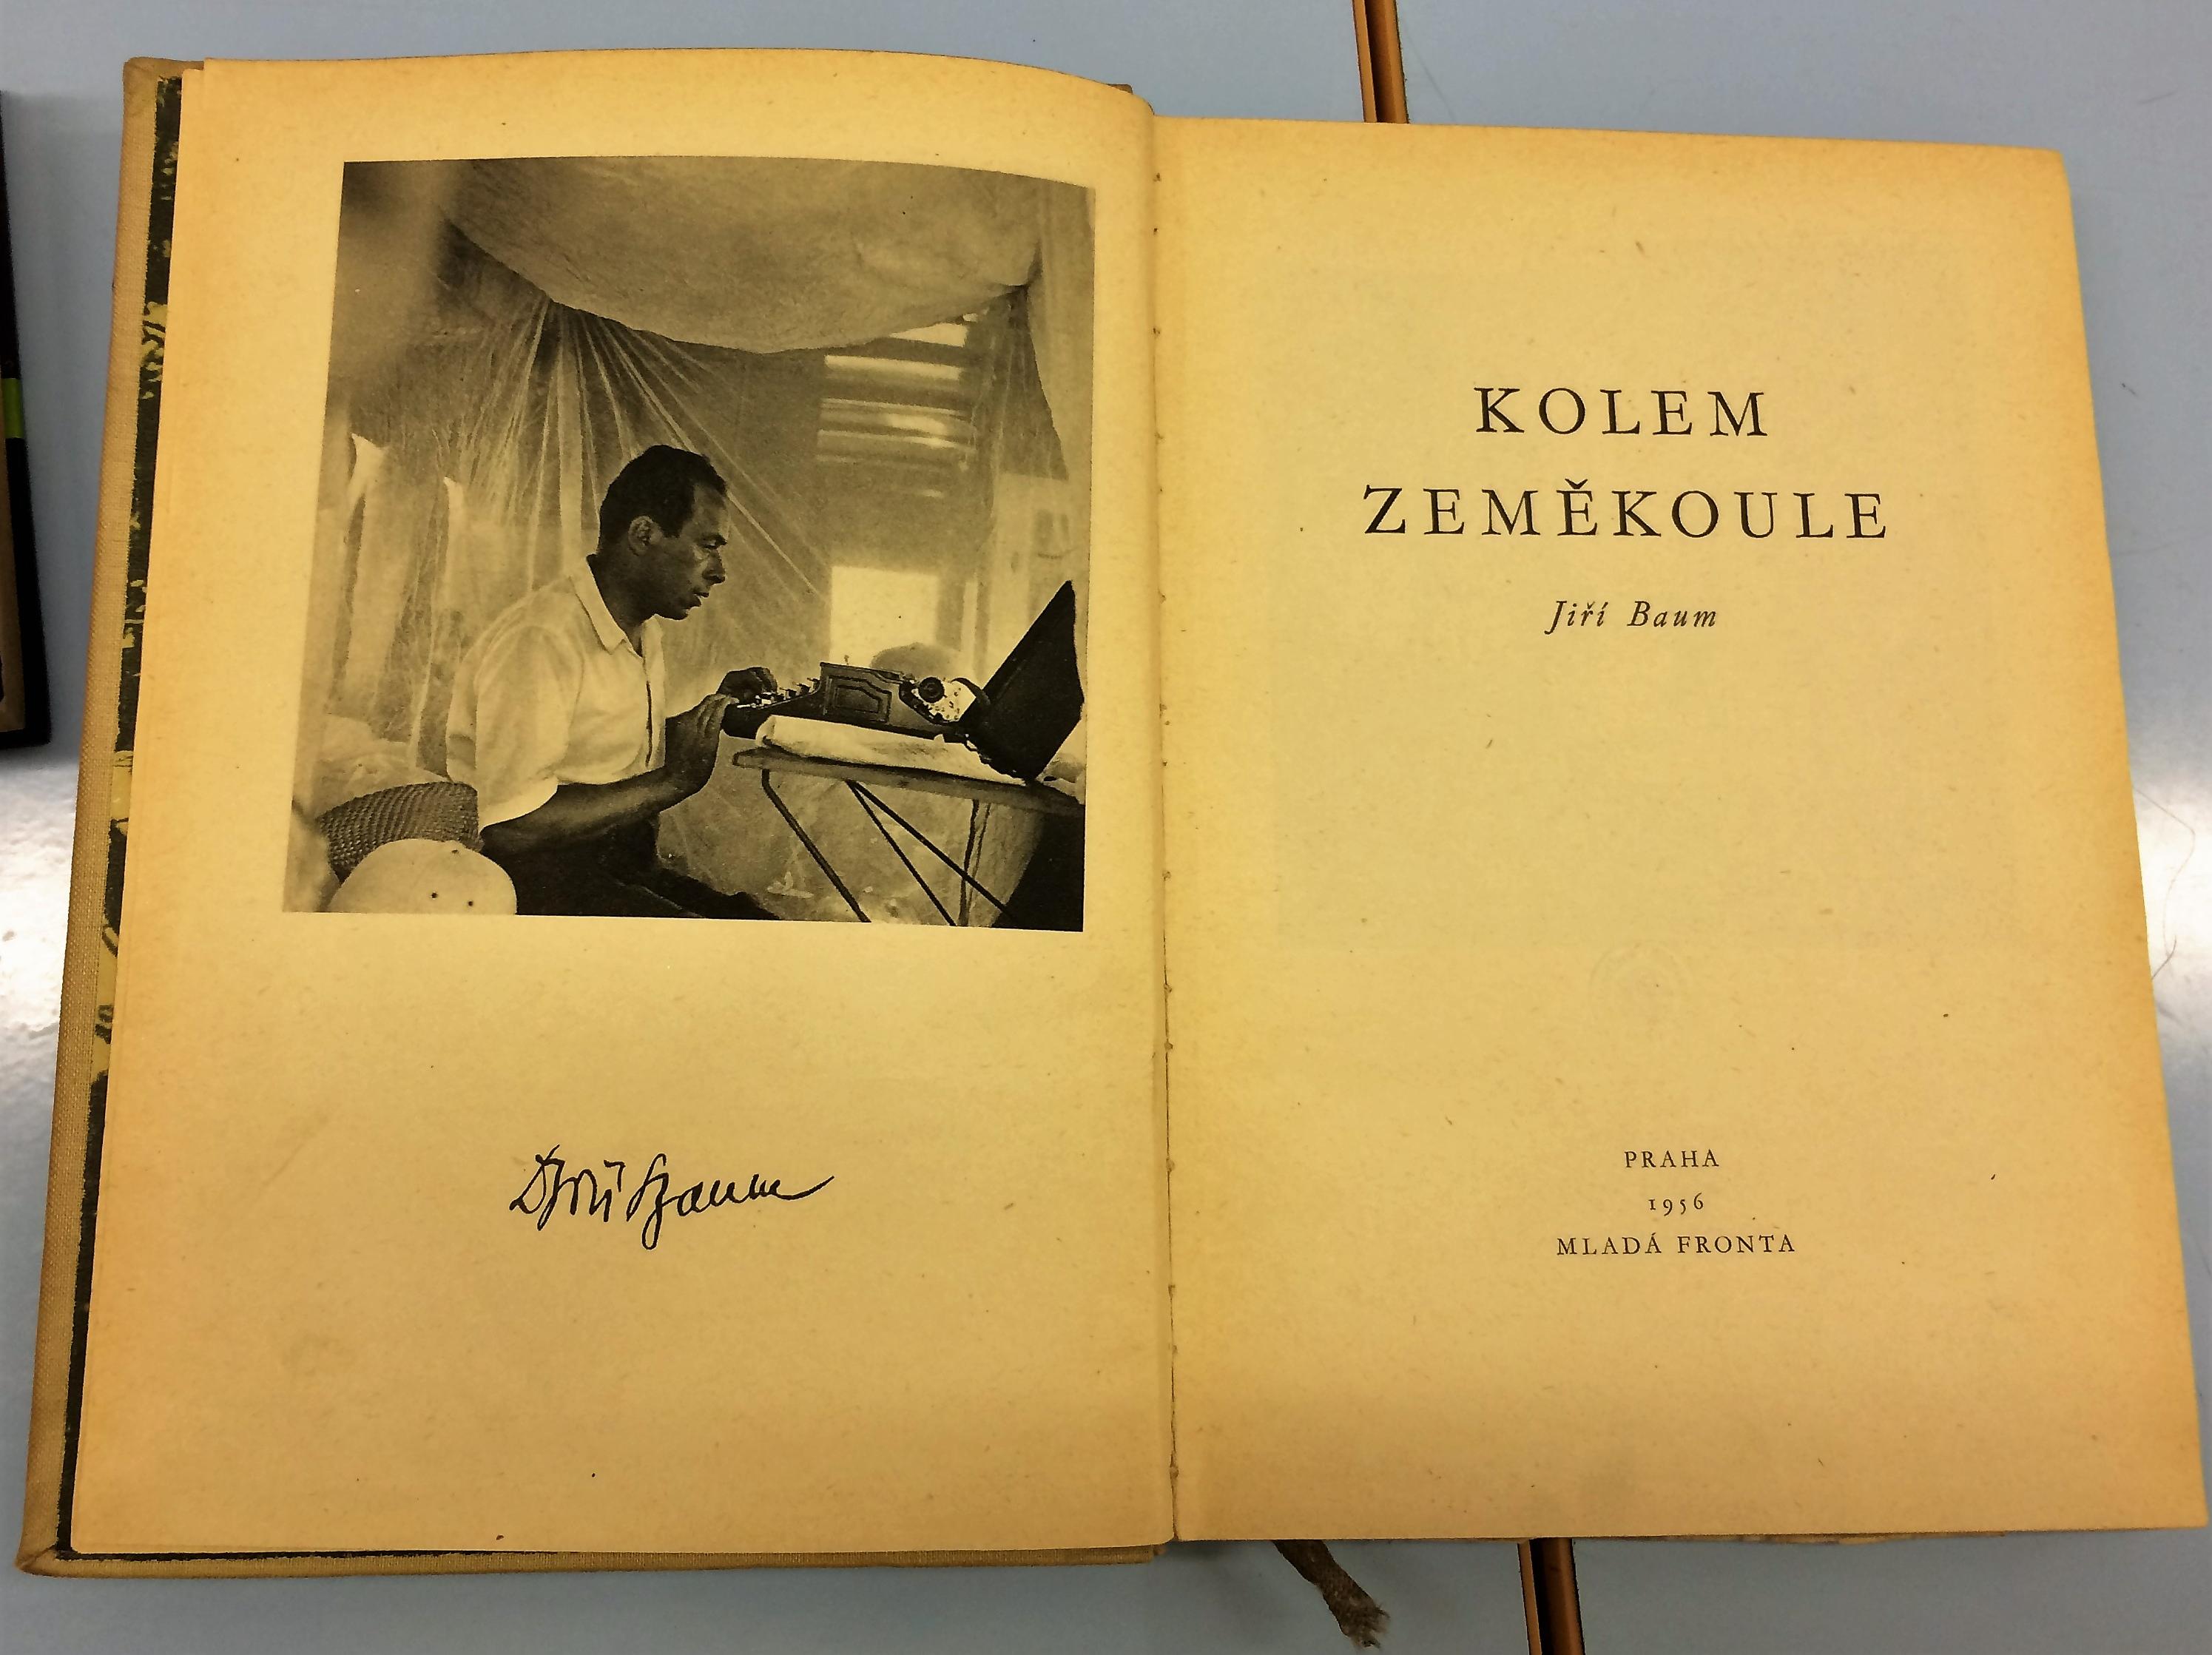 Jiří Baum
KOLEM
ZEMĚKOULE
Jiří Baum
PRAHA
1956
MLADÁ FRONTA